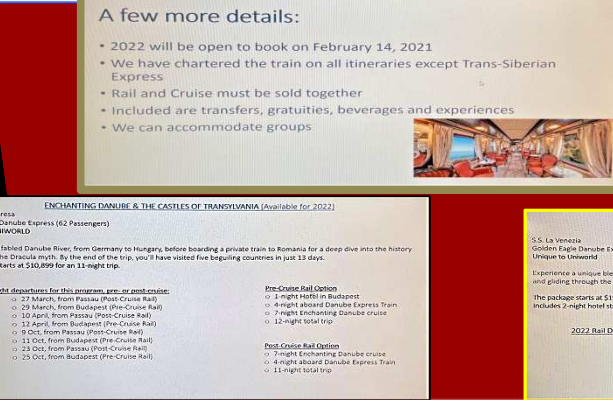 A few more details:
• 2022 will be open to book on February 14, 2021
• We have chartered the train on all itineraries except Trans-Siberian
Express
• Rail and Cruise must be sold together
• Included are transfers, gratuities, beverages and experiences
• We can accommodate groups
ENCHANTING DANUBE & THE CASTLES OF TRANSYLVANIA (Available for 2022)
resa
Danube Express (62 Passengers)
NIWORLD
fabled Danube River, from Germany to Hungary, before boarding a private train to Romania for a deep dive into the history
he Dracula myth. By the end of the trip, you'll have visited five beguiling countries in just 13 days.
tarts at $10,899 for an 11-night trip.
ght departures for this program, pre- or post-cruise:
○ 27 March, from Passau (Post-Cruise Rail)
○ 29 March, from Budapest (Pre-Cruise Rail)
○ 10 April, from Passau (Post-Cruise Rail)
○ 12 April, from Budapest (Pre-Cruise Rail)
○ 9 Oct, from Passau (Post-Cruise Rail)
○ 11 Oct, from Budapest (Pre-Cruise Rail)
○ 23 Oct, from Passau (Post-Cruise Rail)
○ 25 Oct, from Budapest (Pre-Cruise Rail)
Pre-Cruise Rail Option
○ 1-night Hotel in Budapest
○ 4-night aboard Danube Express Train
○ 7-night Enchanting Danube cruise
○ 12-night total trip
Post-Cruise Rail Option
○ 7-night Enchanting Danube cruise
○ 4-night aboard Danube Express Train
○ 11-night total trip
S.S. La Venezia
Golden Eagle Danube Ex
Unique to Uniworld
Experience a unique ble
and gliding through the
The package starts at $1
Includes 2-night hotel st
2022 Rail D